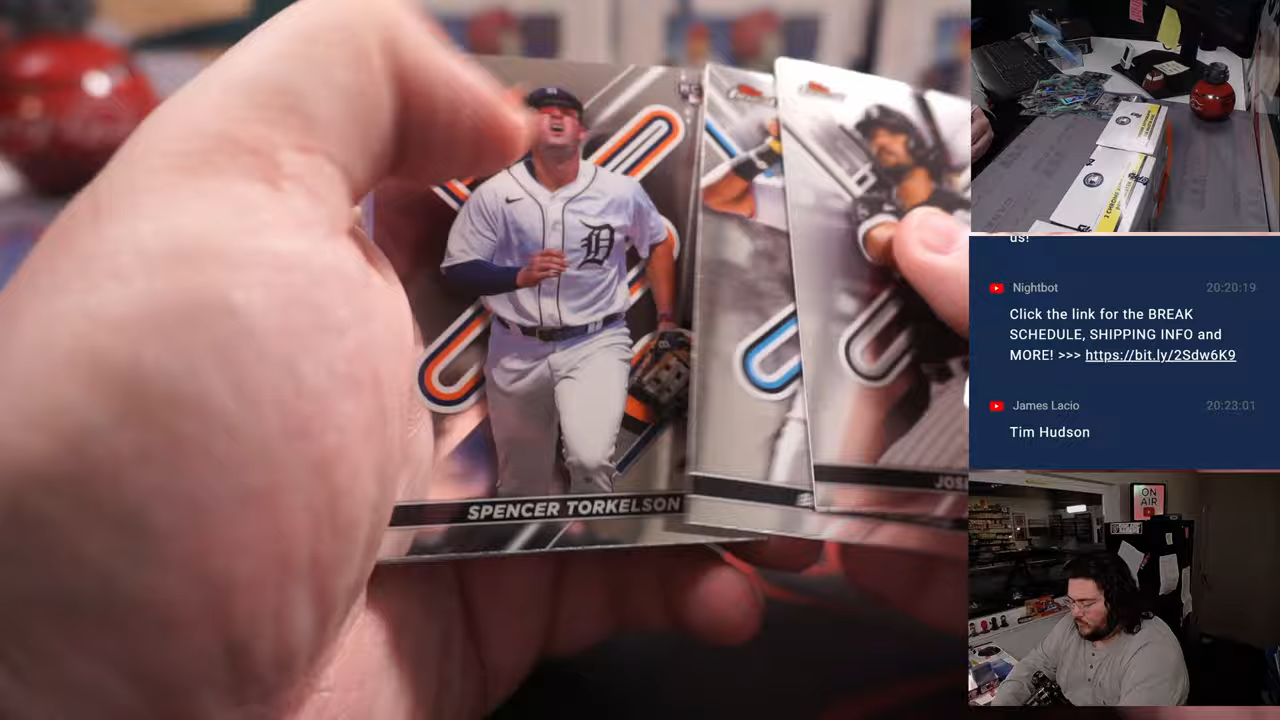 SPENCER TORKELSON
D
JOS
us!
Nightbot 20:20:19
Click the link for the BREAK
SCHEDULE, SHIPPING INFO and
MORE! >>> https://bit.ly/2Sdw6K9
James Lacio 20:23:01
Tim Hudson
ON
AIR